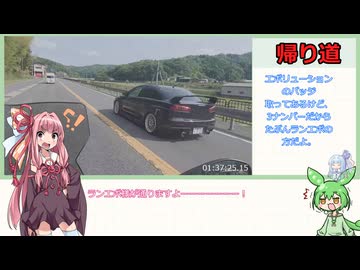 帰り道
エボリューション
のバッジ
取ってあるけど、
3ナンバーだから
たぶんランエボの
方だよ。
?!
01:37:25.15
ランエボ様が通りますよ――――――！